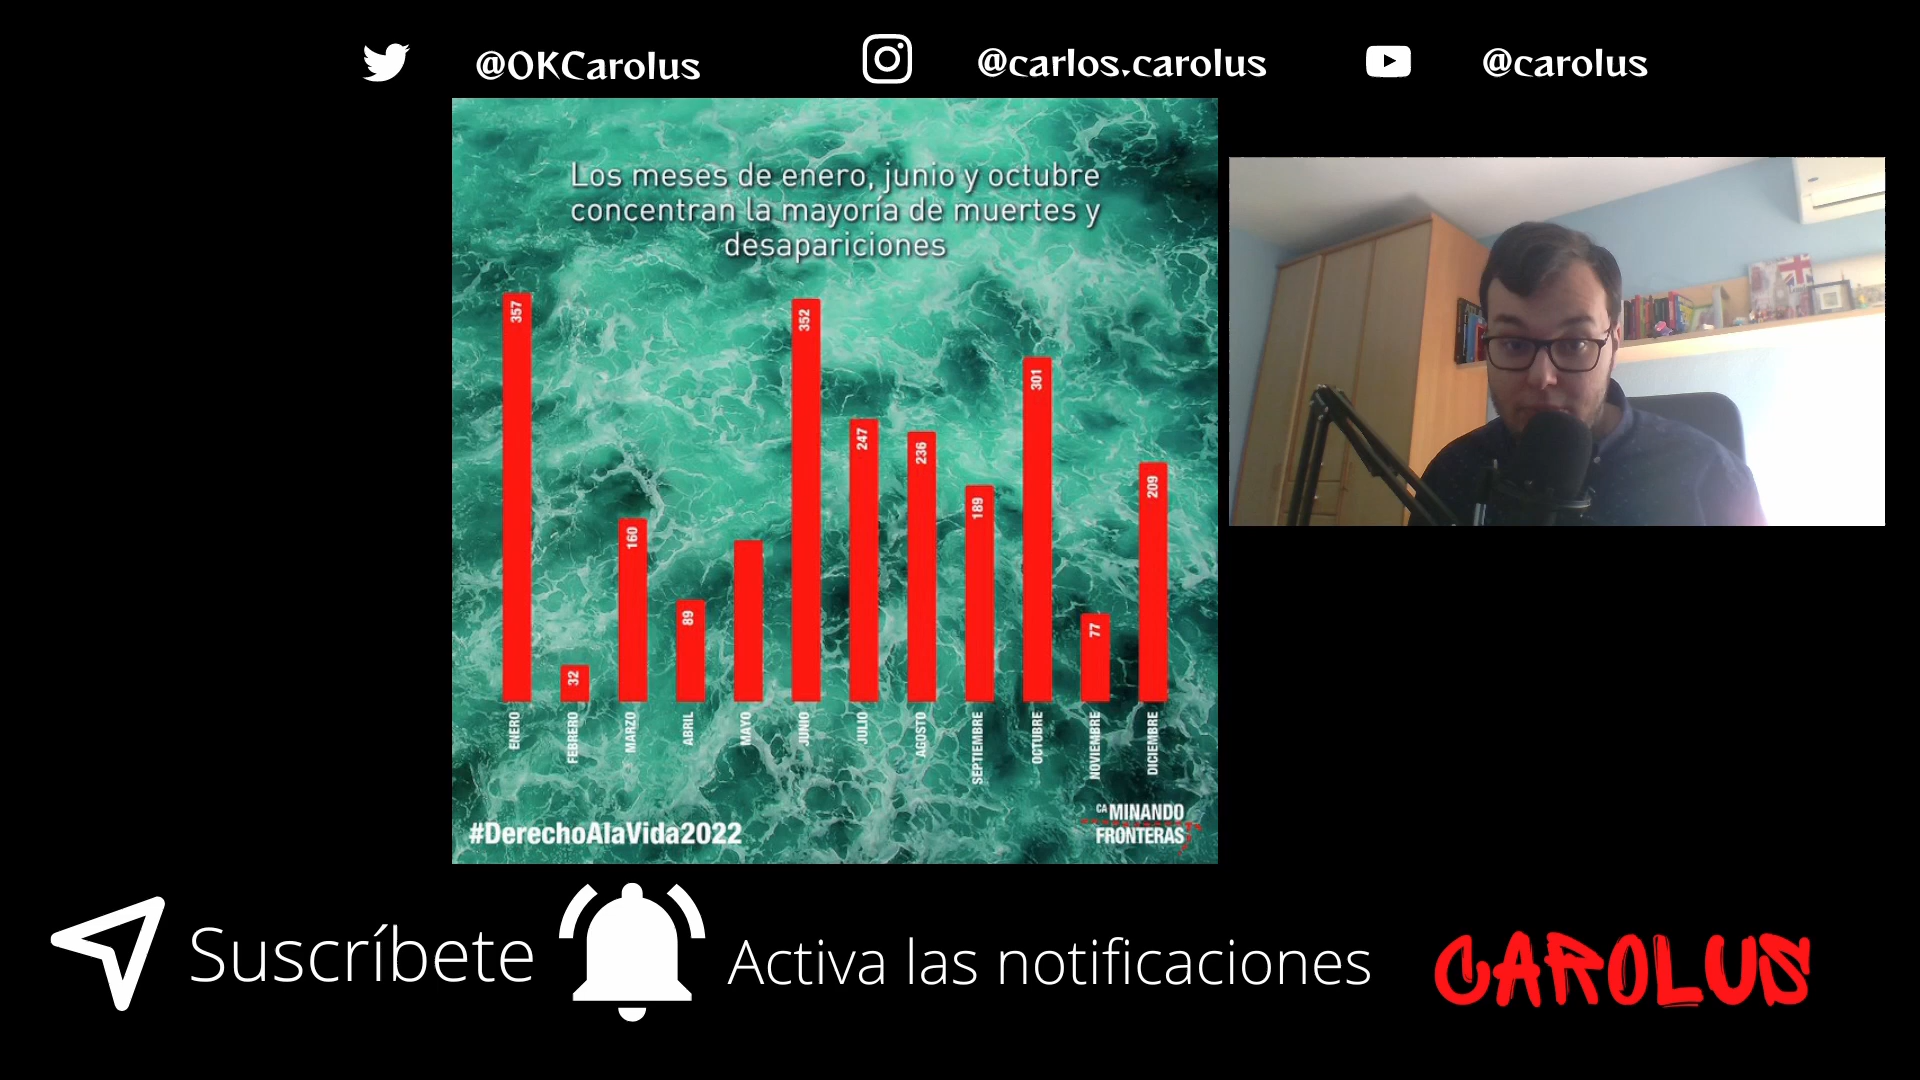 @OKCarolus
@carlos.carolus
@carolus
Los meses de enero, junio y octubre
concentran la mayoría de muertes y
desapariciones
357
32
160
89
352
247
236
189
301
77
209
ENERO
FEBRERO
MARZO
ABRIL
MAYO
JUNIO
JULIO
AGOSTO
SEPTIEMBRE
OCTUBRE
NOVIEMBRE
DICIEMBRE
#DerechoAlaVida2022
CA MINANDO
FRONTERAS
Suscríbete
Activa las notificaciones
CAROLUS